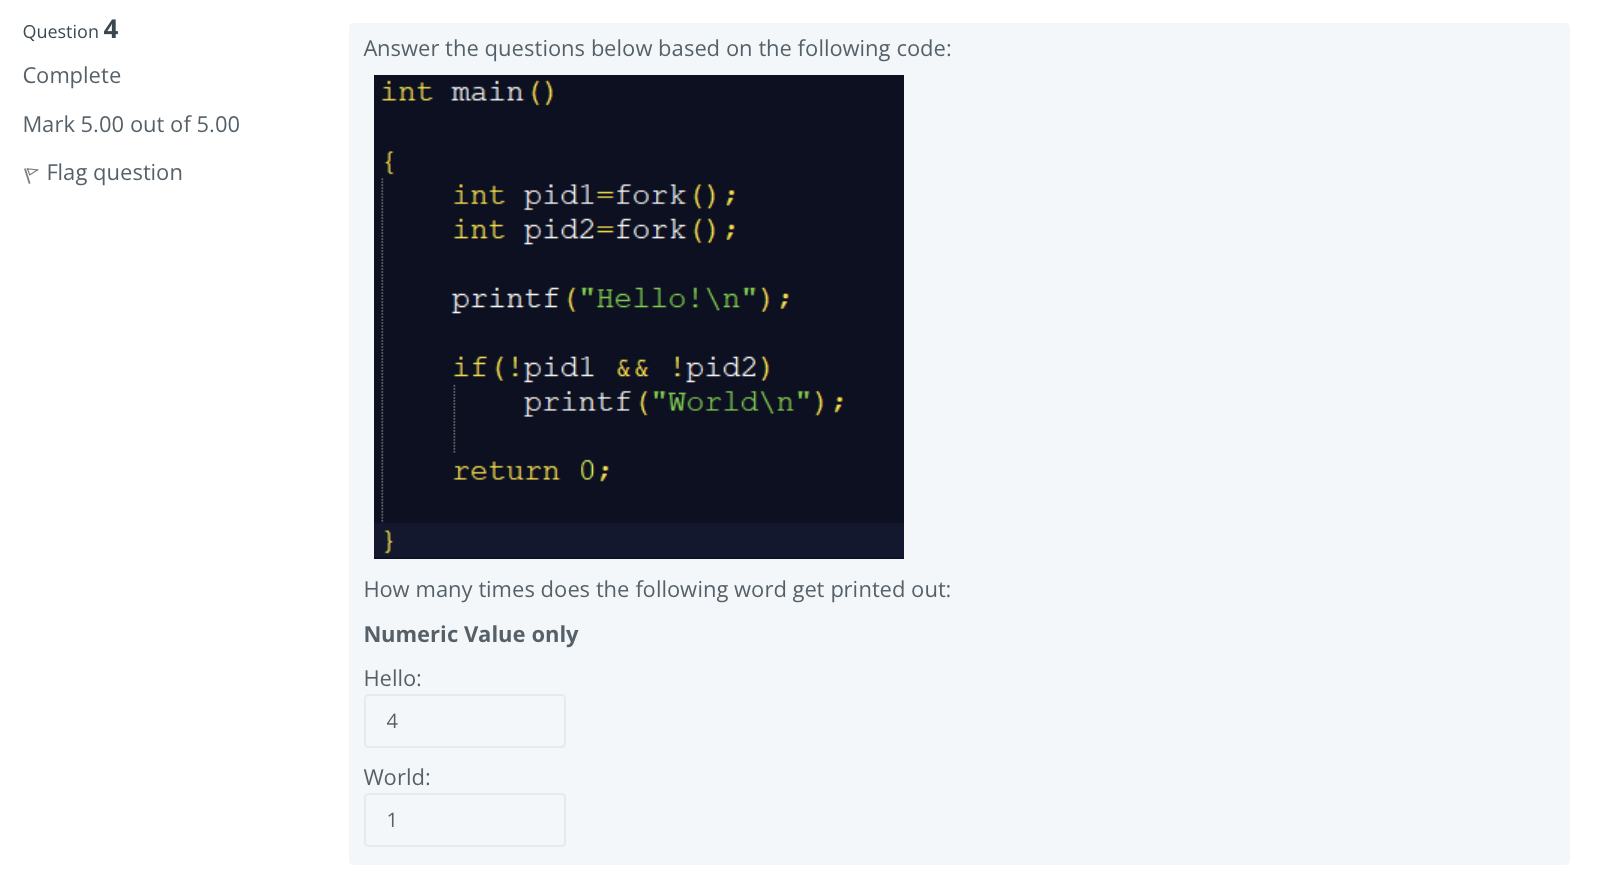 Question 4
Complete
Mark 5.00 out of 5.00
Flag question
Answer the questions below based on the following code:
int main()
{
int pid1=fork();
int pid2=fork();
printf("Hello!\n");
if(!pid1 && !pid2)
printf("World\n");
return 0;
}
How many times does the following word get printed out:
Numeric Value only
Hello:
4
World:
1